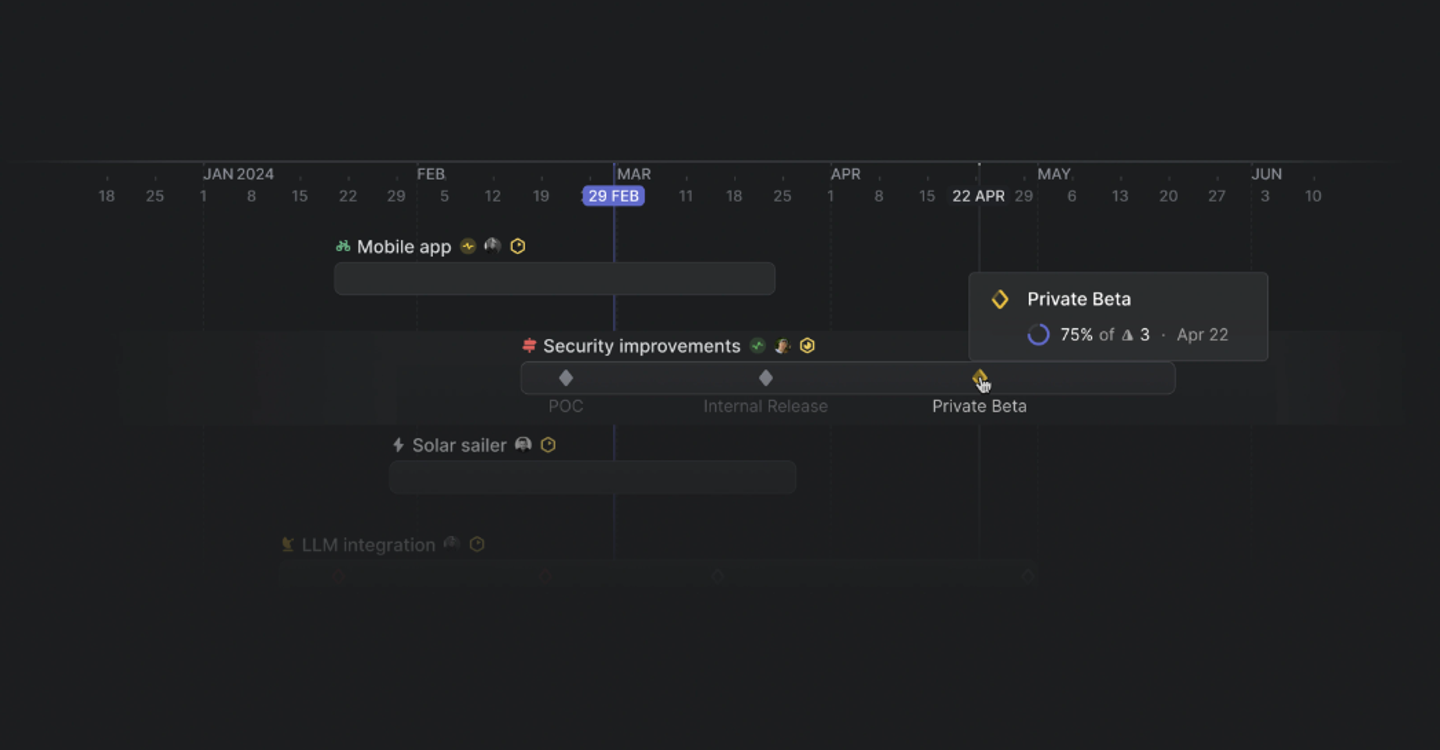 JAN 2024 FEB MAR APR MAY JUN
18 25 1 8 15 22 29 5 12 19 29 FEB 11 18 25 1 8 15 22 APR 29 6 13 20 27 3 10
Mobile app
Private Beta
75% of 3 · Apr 22
Security improvements
POC Internal Release Private Beta
Solar sailer
LLM integration